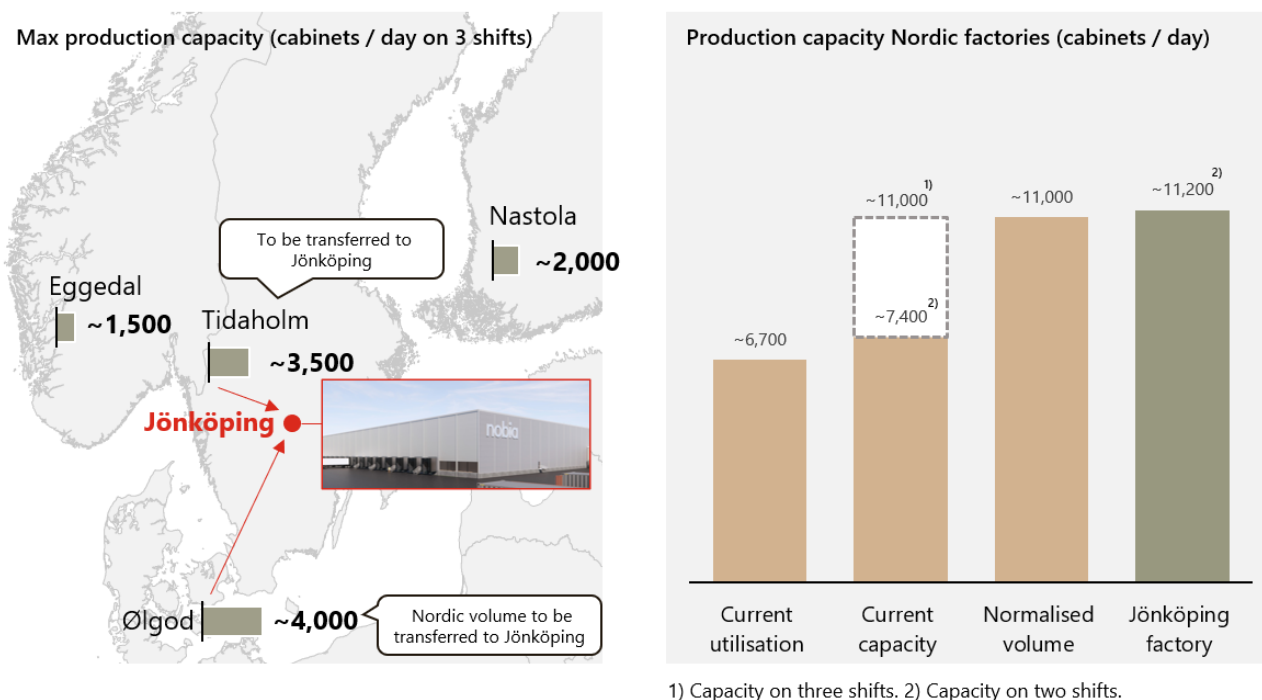 Max production capacity (cabinets / day on 3 shifts)
Nastola
~2,000
To be transferred to
Jönköping
Eggedal
~1,500
Tidaholm
~3,500
Jönköping
nobia
Ølgod
~4,000
Nordic volume to be
transferred to Jönköping
Production capacity Nordic factories (cabinets / day)
~6,700
~11,000 1)
~7,400 2)
~11,000
~11,200 2)
Current
utilisation
Current
capacity
Normalised
volume
Jönköping
factory
1) Capacity on three shifts. 2) Capacity on two shifts.